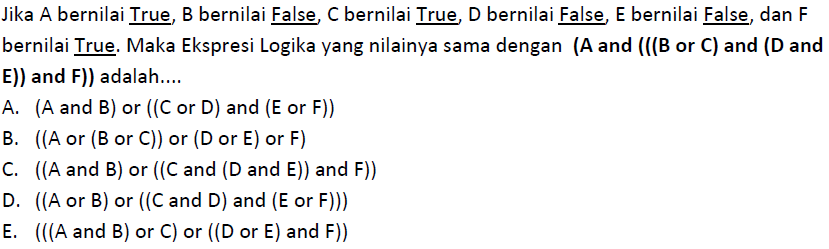 Jika A bernilai True, B bernilai False, C bernilai True, D bernilai False, E bernilai False, dan F
bernilai True. Maka Ekspresi Logika yang nilainya sama dengan (A and (((B or C) and (D and
E)) and F)) adalah....
A. (A and B) or ((C or D) and (E or F))
B. ((A or (B or C)) or (D or E) or F)
C. ((A and B) or ((C and (D and E)) and F))
D. ((A or B) or ((C and D) and (E or F)))
E. (((A and B) or C) or ((D or E) and F))